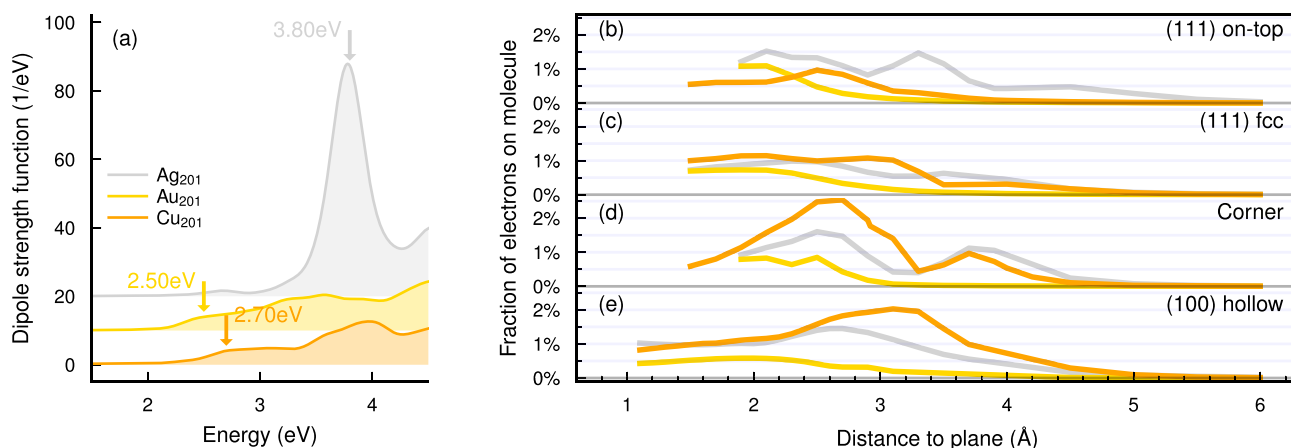 (a)
3.80eV
2.50eV
2.70eV
Ag201
Au201
Cu201
100
80
60
40
20
0
2
3
4
Dipole strength function (1/eV)
Energy (eV)
Fraction of electrons on molecule
(b)
(111) on-top
2%
1%
0%
(c)
(111) fcc
2%
1%
0%
(d)
Corner
2%
1%
0%
(e)
(100) hollow
2%
1%
0%
1
2
3
4
5
6
Distance to plane (Å)